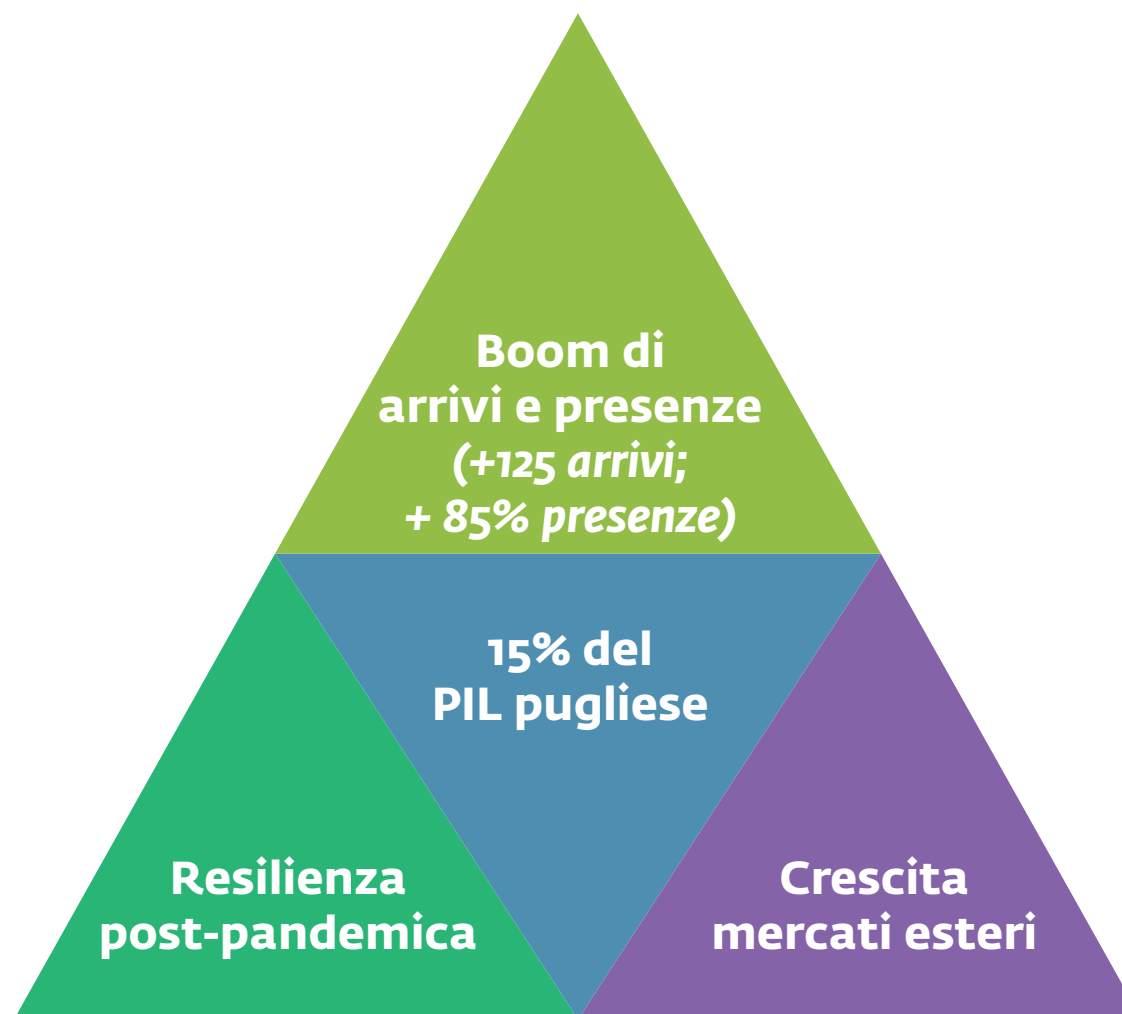 Boom di
arrivi e presenze
(+125 arrivi;
+ 85% presenze)
15% del
PIL pugliese
Resilienza
post-pandemica
Crescita
mercati esteri